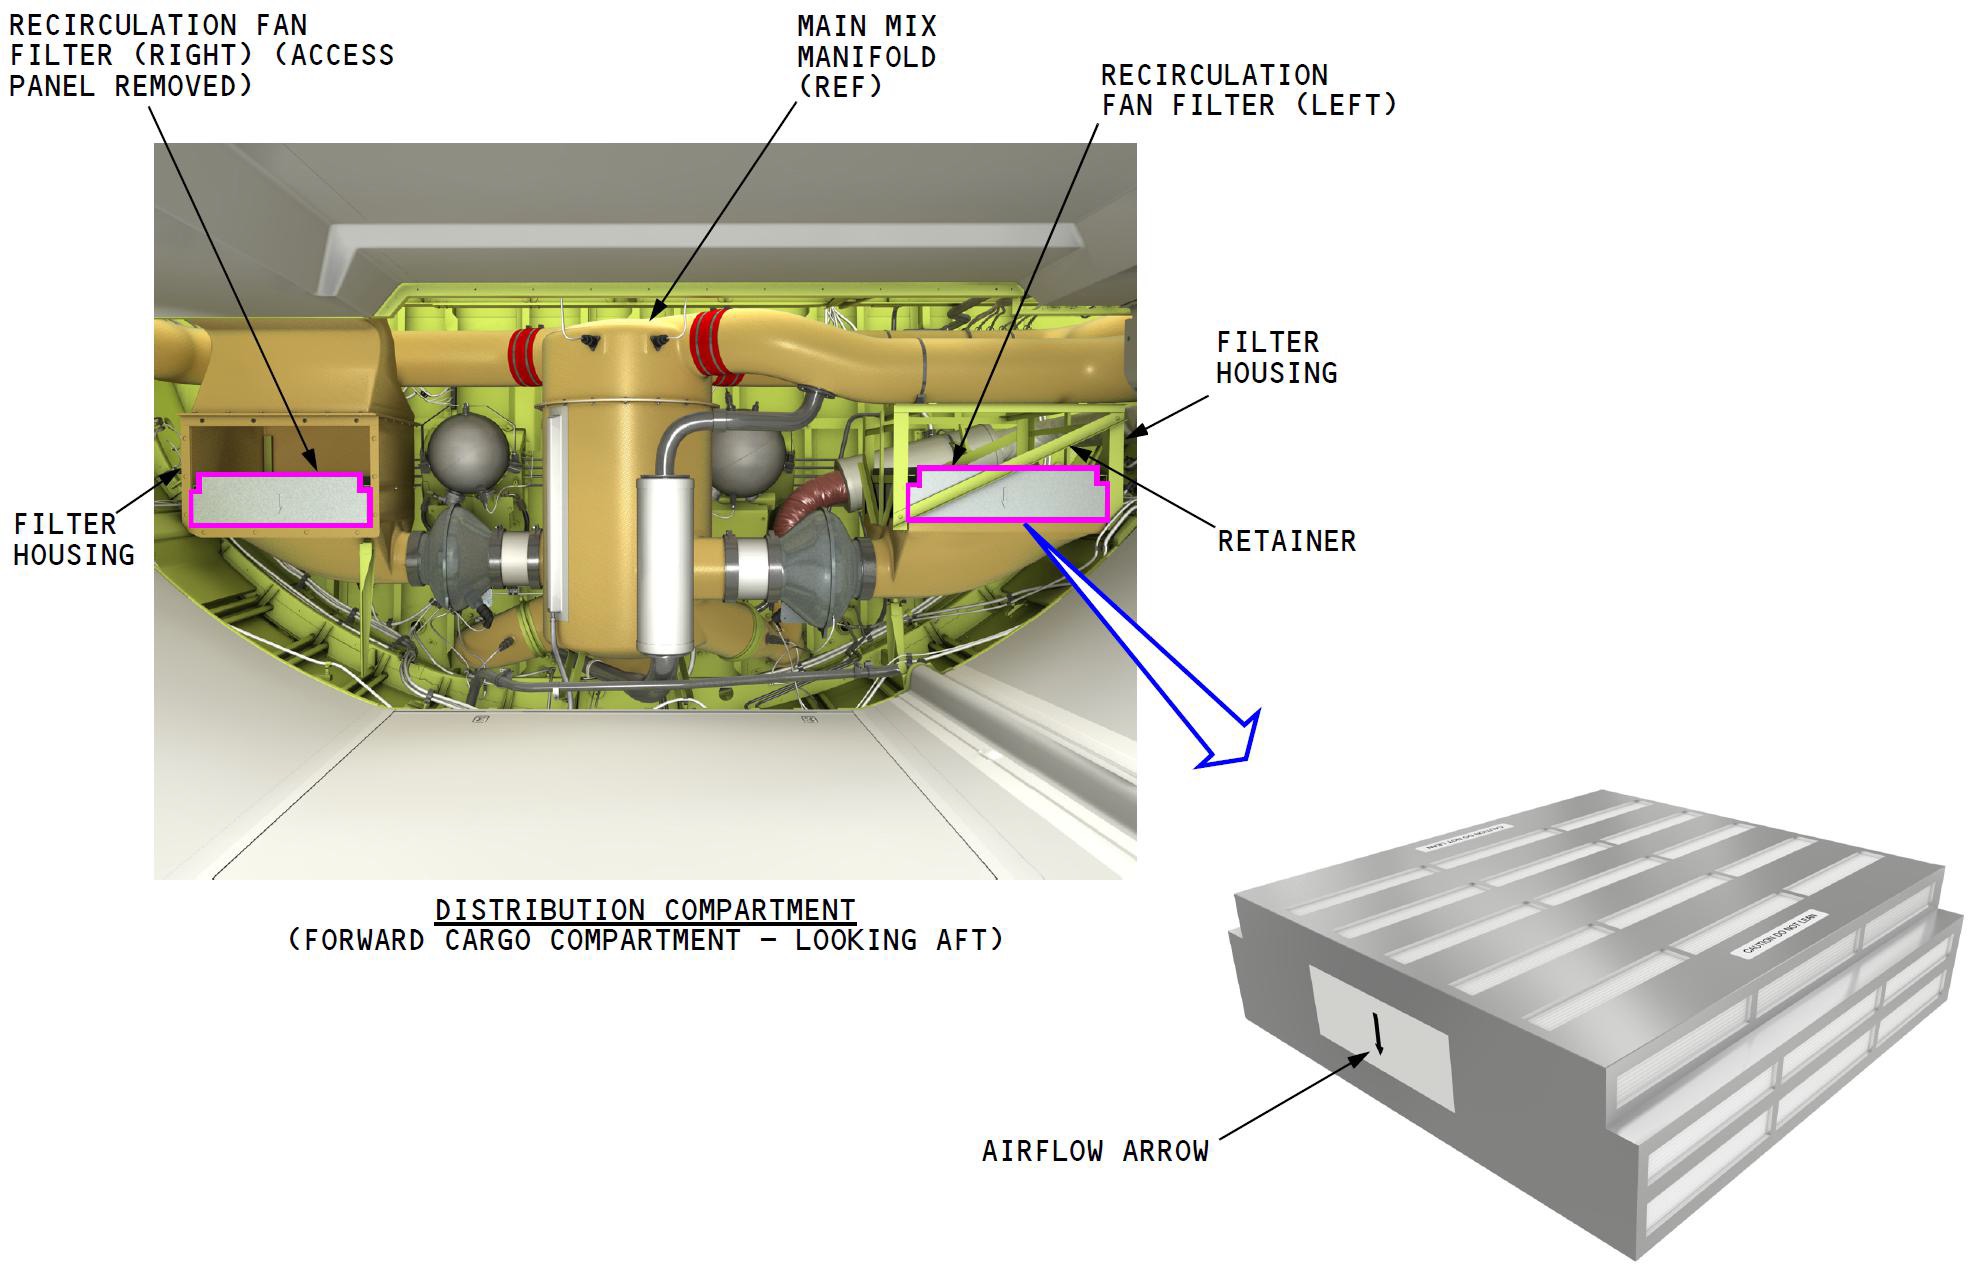 RECIRCULATION FAN
FILTER (RIGHT) (ACCESS
PANEL REMOVED)
MAIN MIX
MANIFOLD
(REF)
RECIRCULATION
FAN FILTER (LEFT)
FILTER
HOUSING
FILTER
HOUSING
RETAINER
DISTRIBUTION COMPARTMENT
(FORWARD CARGO COMPARTMENT – LOOKING AFT)
CAUTION DO NOT LEAN
CAUTION DO NOT LEAN
AIRFLOW ARROW